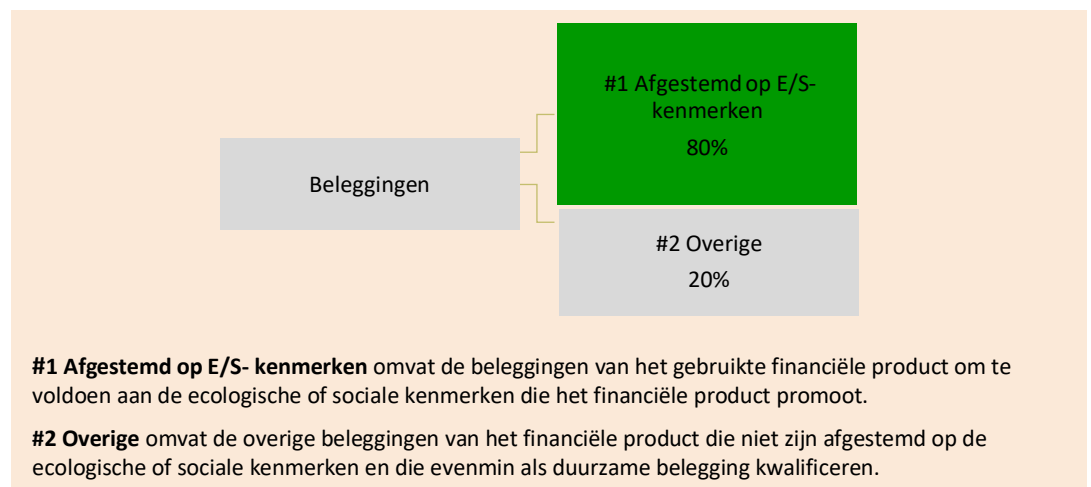 #1 Afgestemd op E/S-
kenmerken
80%
Beleggingen
#2 Overige
20%
#1 Afgestemd op E/S- kenmerken omvat de beleggingen van het gebruikte financiële product om te
voldoen aan de ecologische of sociale kenmerken die het financiële product promoot.
#2 Overige omvat de overige beleggingen van het financiële product die niet zijn afgestemd op de
ecologische of sociale kenmerken en die evenmin als duurzame belegging kwalificeren.